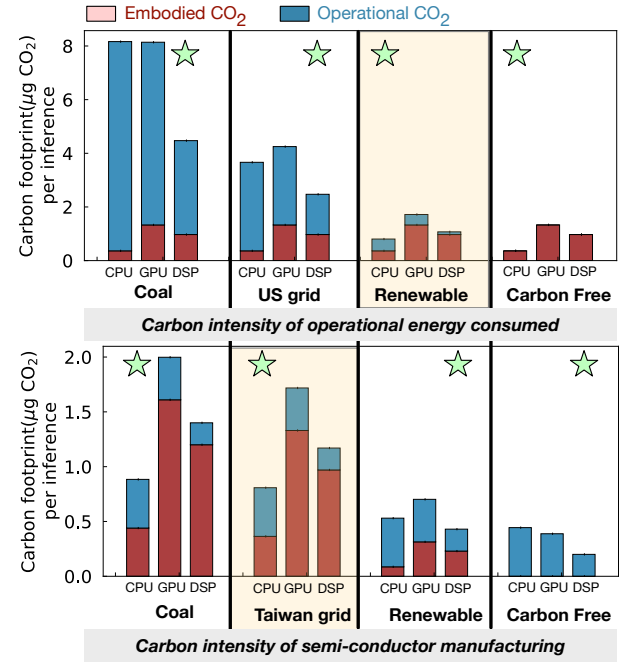 Embodied CO2 Operational CO2
Carbon footprint(μg CO2)
per inference
8
6
4
2
0
CPU GPU DSP CPU GPU DSP CPU GPU DSP CPU GPU DSP
Coal US grid Renewable Carbon Free
Carbon intensity of operational energy consumed
Carbon footprint(μg CO2)
per inference
2.0
1.5
1.0
0.5
0.0
CPU GPU DSP CPU GPU DSP CPU GPU DSP CPU GPU DSP
Coal Taiwan grid Renewable Carbon Free
Carbon intensity of semi-conductor manufacturing